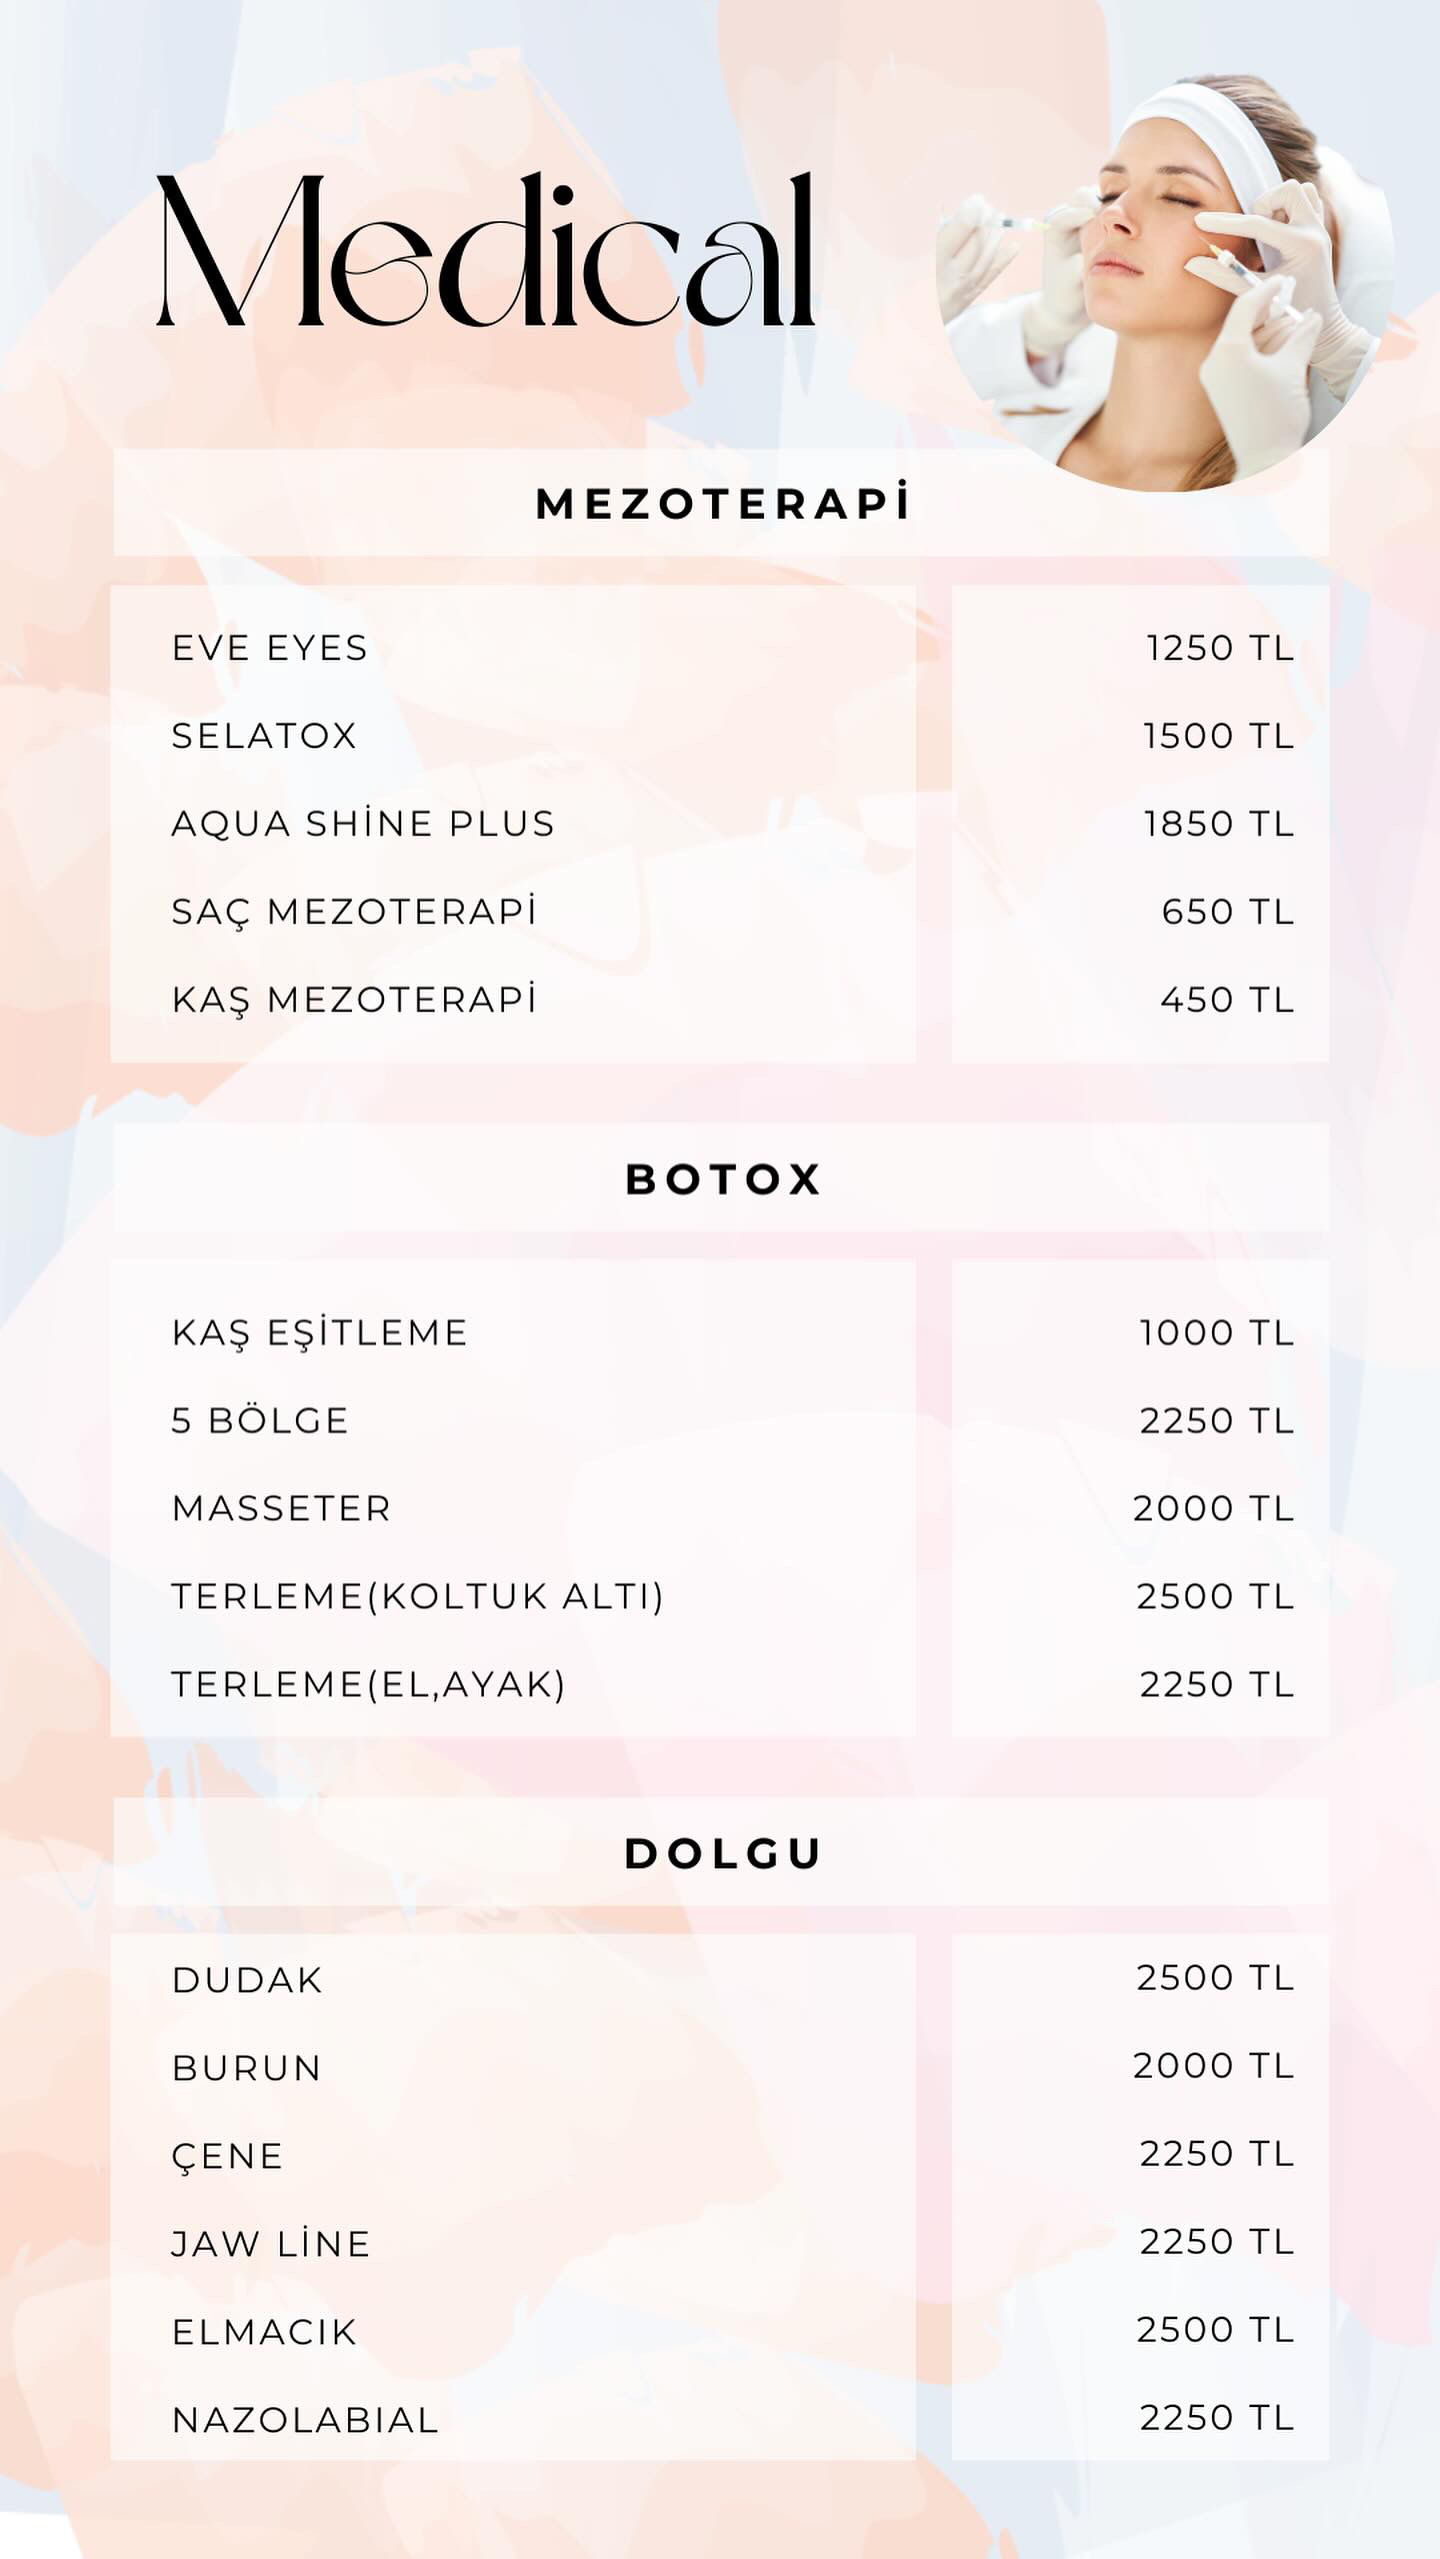 Medical
MEZOTERAPİ
EVE EYES 1250 TL
SELATOX 1500 TL
AQUA SHİNE PLUS 1850 TL
SAÇ MEZOTERAPİ 650 TL
KAŞ MEZOTERAPİ 450 TL
BOTOX
KAŞ EŞİTLEME 1000 TL
5 BÖLGE 2250 TL
MASSETER 2000 TL
TERLEME(KOLTUK ALTI) 2500 TL
TERLEME(EL,AYAK) 2250 TL
DOLGU
DUDAK 2500 TL
BURUN 2000 TL
ÇENE 2250 TL
JAW LİNE 2250 TL
ELMACIK 2500 TL
NAZOLABIAL 2250 TL